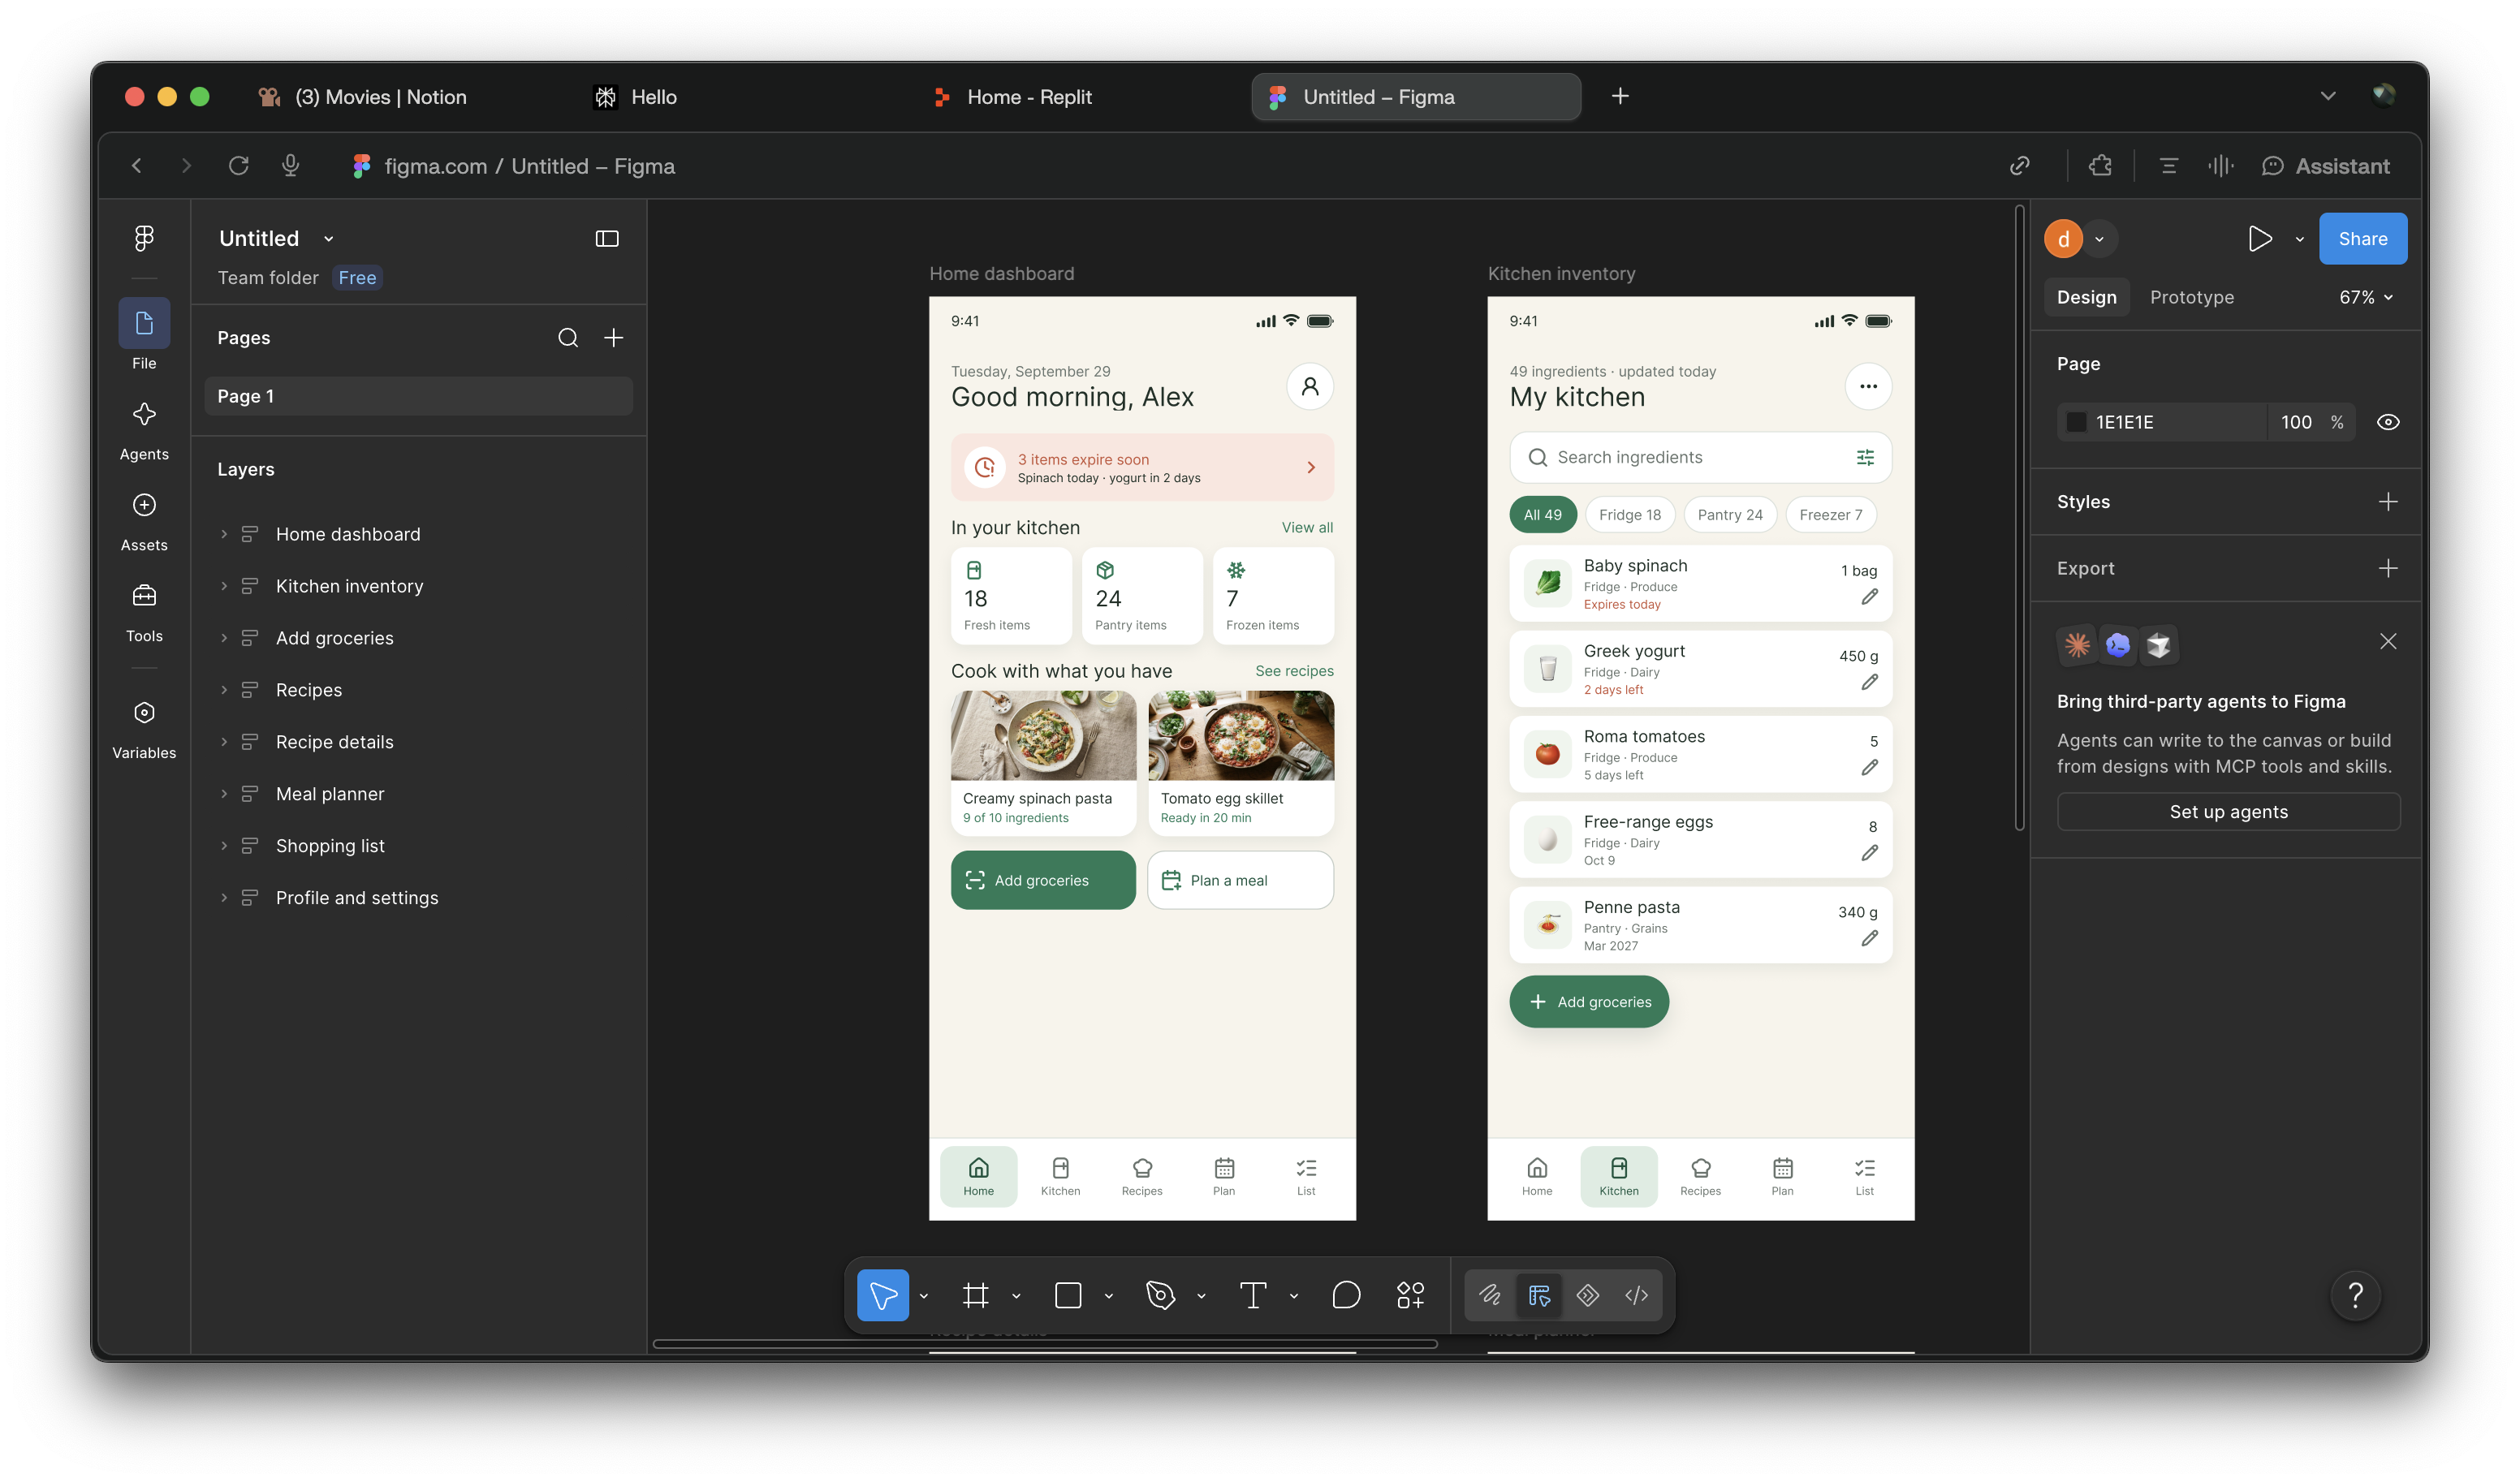 (3) Movies | Notion
Hello
Home - Replit
Untitled – Figma
figma.com / Untitled – Figma
Assistant
Untitled
Team folder Free
File
Agents
Assets
Tools
Variables
Pages
Page 1
Layers
Home dashboard
Kitchen inventory
Add groceries
Recipes
Recipe details
Meal planner
Shopping list
Profile and settings
Home dashboard
9:41
Tuesday, September 29
Good morning, Alex
3 items expire soon
Spinach today · yogurt in 2 days
In your kitchen View all
18
Fresh items
24
Pantry items
7
Frozen items
Cook with what you have See recipes
Creamy spinach pasta
9 of 10 ingredients
Tomato egg skillet
Ready in 20 min
Add groceries
Plan a meal
Home
Kitchen
Recipes
Plan
List
Kitchen inventory
9:41
49 ingredients · updated today
My kitchen
Search ingredients
All 49
Fridge 18
Pantry 24
Freezer 7
Baby spinach
Fridge · Produce
Expires today
1 bag
Greek yogurt
Fridge · Dairy
2 days left
450 g
Roma tomatoes
Fridge · Produce
5 days left
5
Free-range eggs
Fridge · Dairy
Oct 9
8
Penne pasta
Pantry · Grains
Mar 2027
340 g
Add groceries
Home
Kitchen
Recipes
Plan
List
Recipe details
Meal planner
d
Share
Design
Prototype
67%
Page
1E1E1E 100 %
Styles
Export
Bring third-party agents to Figma
Agents can write to the canvas or build
from designs with MCP tools and skills.
Set up agents
?